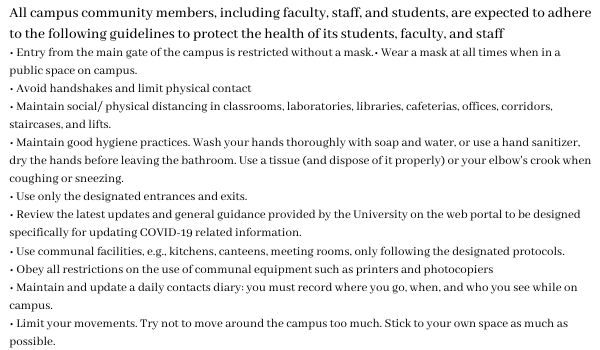 All campus community members, including faculty, staff, and students, are expected to adhere
to the following guidelines to protect the health of its students, faculty, and staff
• Entry from the main gate of the campus is restricted without a mask.• Wear a mask at all times when in a
public space on campus.
• Avoid handshakes and limit physical contact
• Maintain social/ physical distancing in classrooms, laboratories, libraries, cafeterias, offices, corridors,
staircases, and lifts.
• Maintain good hygiene practices. Wash your hands thoroughly with soap and water, or use a hand sanitizer,
dry the hands before leaving the bathroom. Use a tissue (and dispose of it properly) or your elbow's crook when
coughing or sneezing.
• Use only the designated entrances and exits.
• Review the latest updates and general guidance provided by the University on the web portal to be designed
specifically for updating COVID-19 related information.
• Use communal facilities, e.g., kitchens, canteens, meeting rooms, only following the designated protocols.
• Obey all restrictions on the use of communal equipment such as printers and photocopiers
• Maintain and update a daily contacts diary: you must record where you go, when, and who you see while on
campus.
• Limit your movements. Try not to move around the campus too much. Stick to your own space as much as
possible.